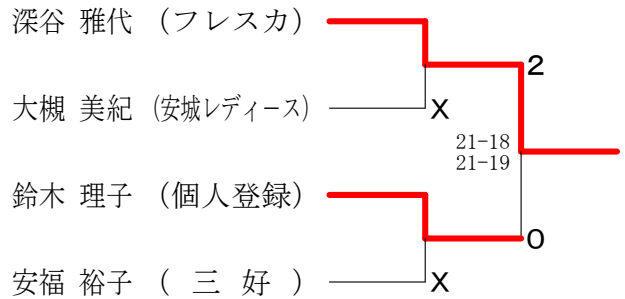 深谷 雅代 (フレスカ)
2
大槻 美紀 (安城レディース)
X
21-18
21-19
鈴木 理子 (個人登録)
0
安福 裕子 ( 三 好 )
X